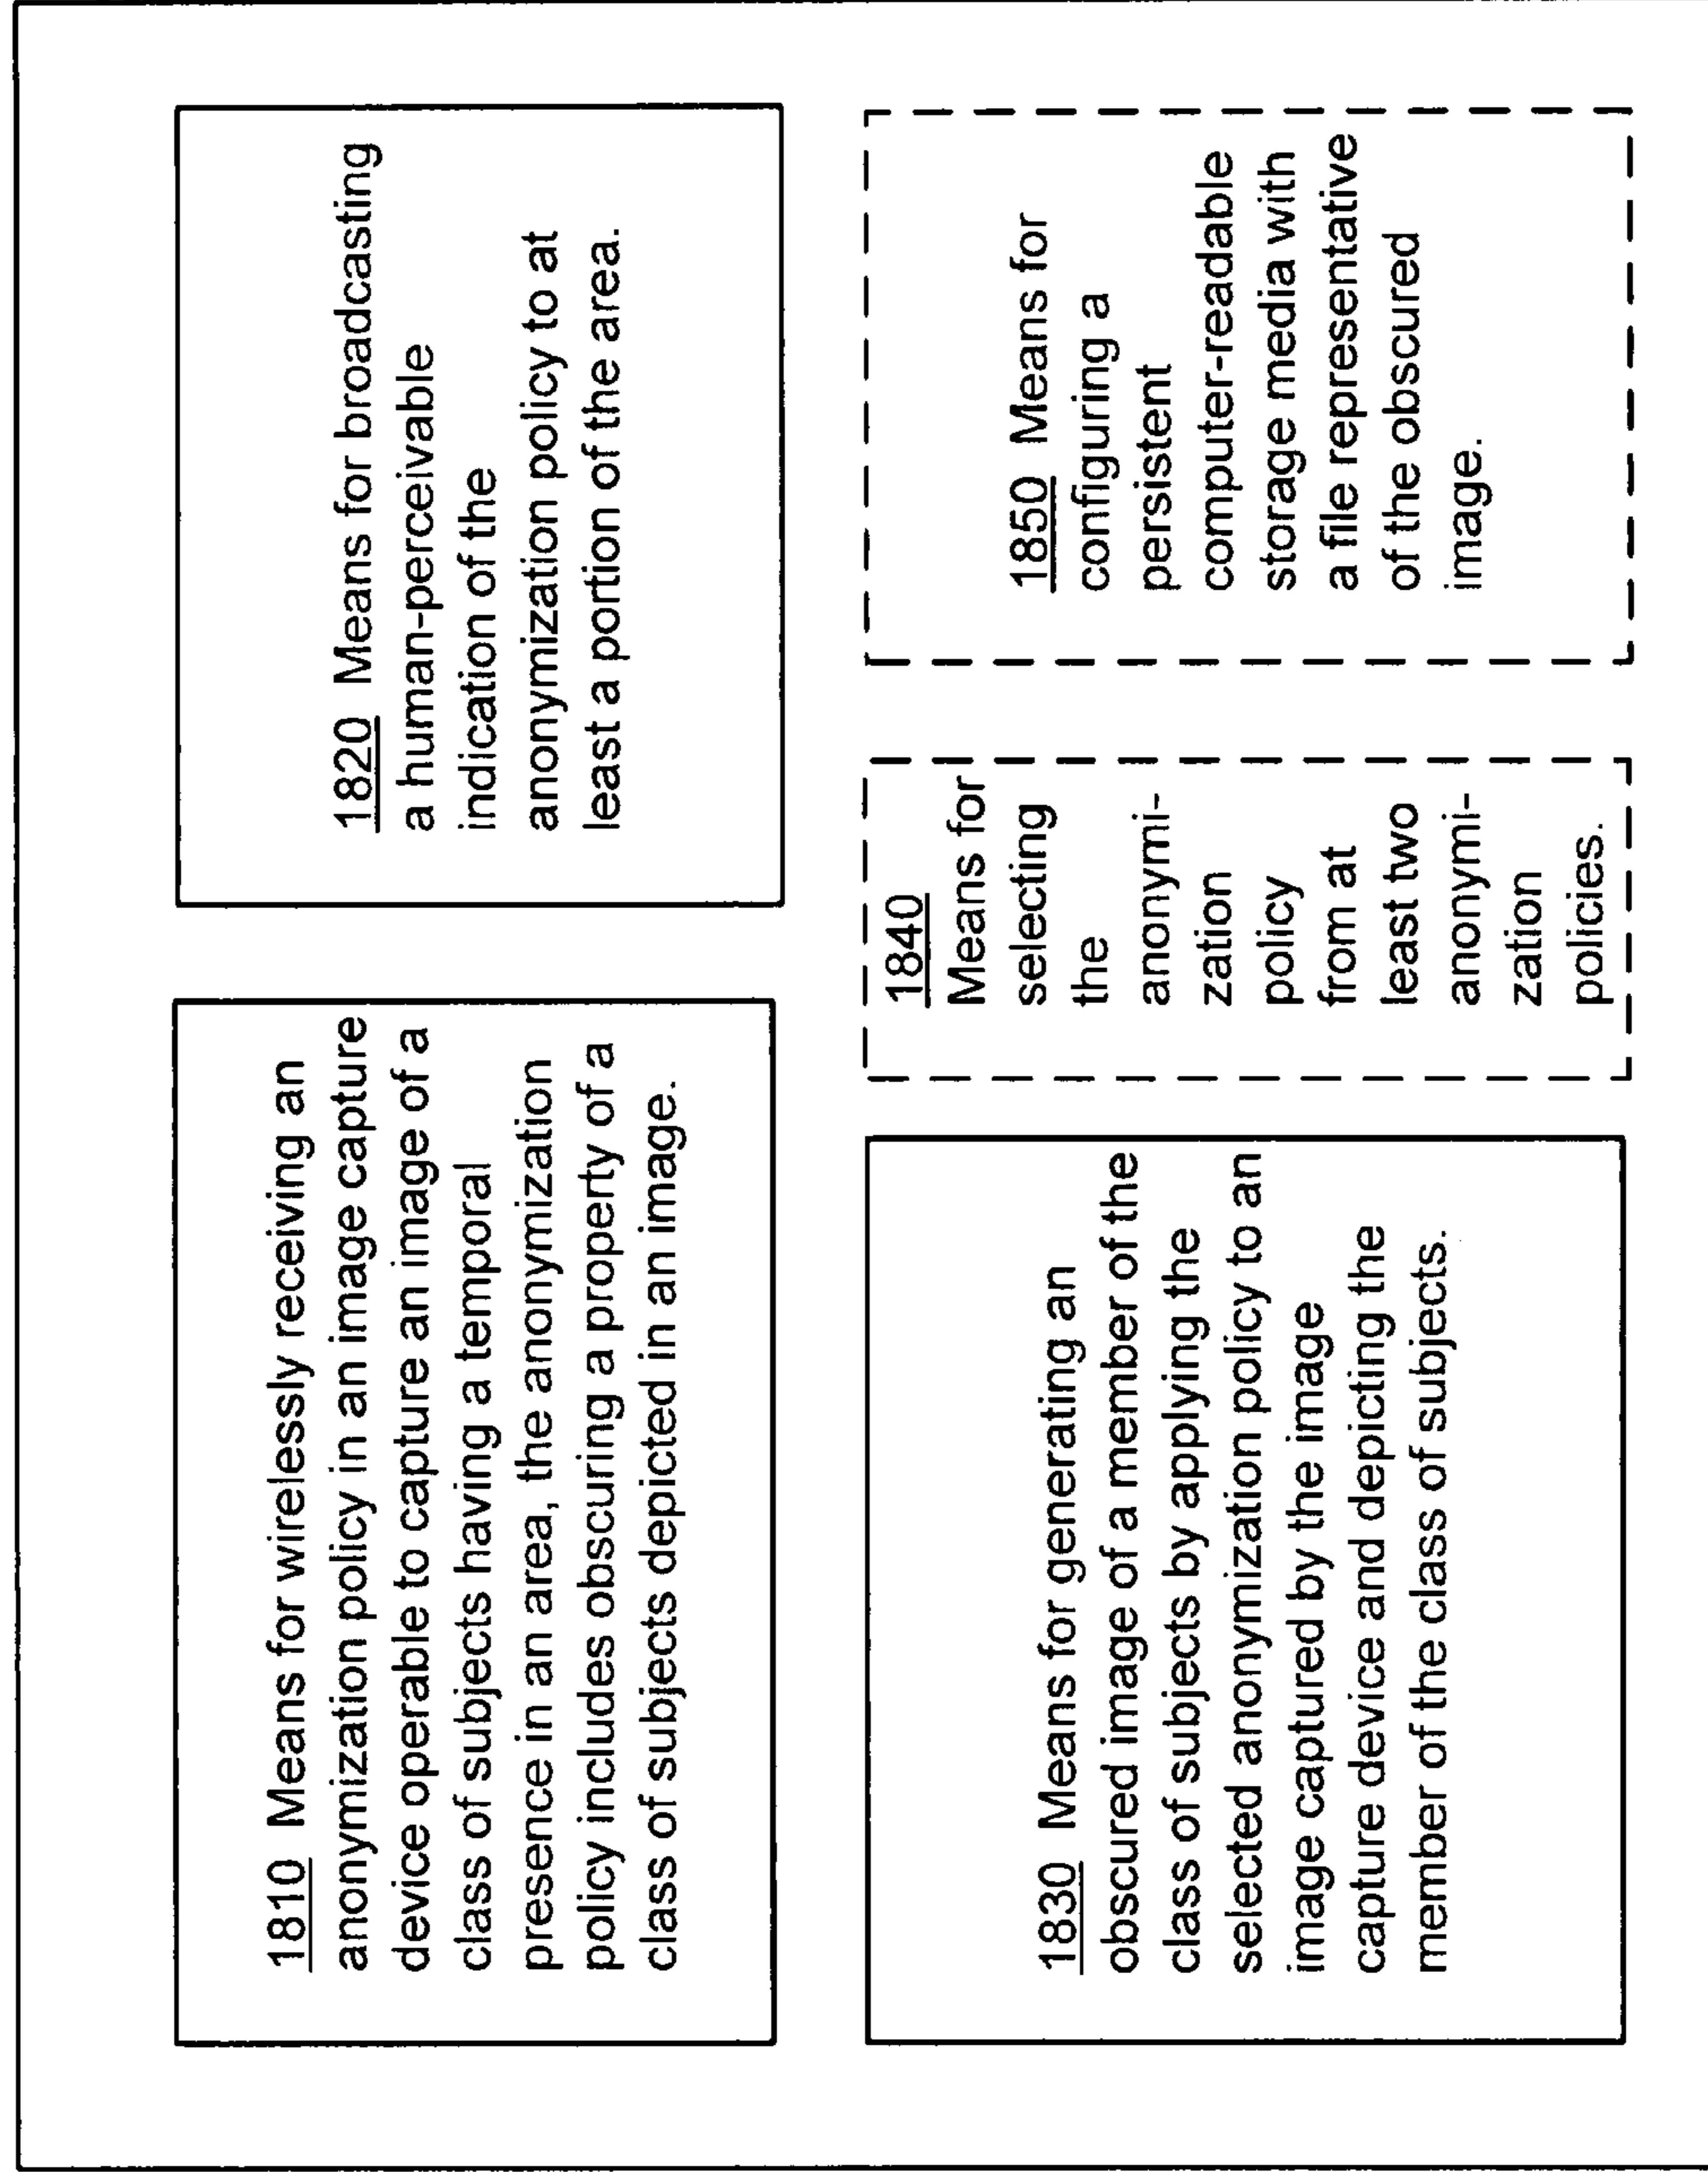 1810 Means for wirelessly receiving an
anonymization policy in an image capture
device operable to capture an image of a
class of subjects having a temporal
presence in an area, the anonymization
policy includes obscuring a property of a
class of subjects depicted in an image.
1820 Means for broadcasting
a human-perceivable
indication of the
anonymization policy to at
least a portion of the area.
1830 Means for generating an
obscured image of a member of the
class of subjects by applying the
selected anonymization policy to an
image captured by the image
capture device and depicting the
member of the class of subjects.
1840
Means for
selecting
the
anonymi-
zation
policy
from at
least two
anonymi-
zation
policies.
1850 Means for
configuring a
persistent
computer-readable
storage media with
a file representative
of the obscured
image.